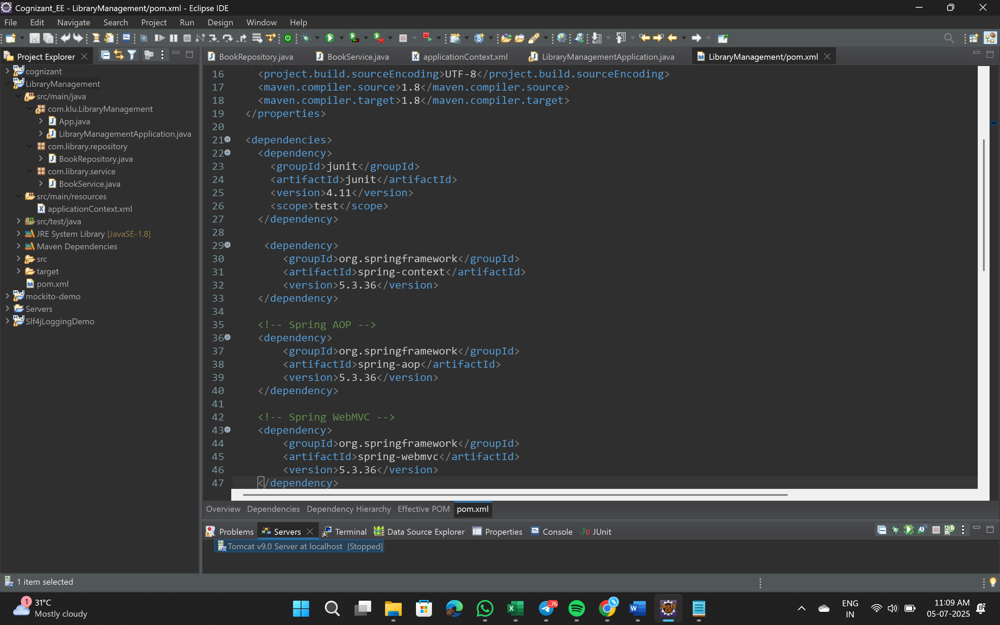 Cognizant_EE - LibraryManagement/pom.xml - Eclipse IDE
File Edit Navigate Search Project Run Design Window Help
Project Explorer
BookRepository.java BookService.java applicationContext.xml LibraryManagementApplication.java LibraryManagement/pom.xml
cognizant
LibraryManagement
src/main/java
com.klu.LibraryManagement
App.java
LibraryManagementApplication.java
com.library.repository
BookRepository.java
com.library.service
BookService.java
src/main/resources
applicationContext.xml
src/test/java
JRE System Library [JavaSE-1.8]
Maven Dependencies
src
target
pom.xml
mockito-demo
Servers
Slf4jLoggingDemo
16 <project.build.sourceEncoding>UTF-8</project.build.sourceEncoding>
17 <maven.compiler.source>1.8</maven.compiler.source>
18 <maven.compiler.target>1.8</maven.compiler.target>
19 </properties>
20
21 <dependencies>
22 <dependency>
23 <groupId>junit</groupId>
24 <artifactId>junit</artifactId>
25 <version>4.11</version>
26 <scope>test</scope>
27 </dependency>
28
29 <dependency>
30 <groupId>org.springframework</groupId>
31 <artifactId>spring-context</artifactId>
32 <version>5.3.36</version>
33 </dependency>
34
35 <!-- Spring AOP -->
36 <dependency>
37 <groupId>org.springframework</groupId>
38 <artifactId>spring-aop</artifactId>
39 <version>5.3.36</version>
40 </dependency>
41
42 <!-- Spring WebMVC -->
43 <dependency>
44 <groupId>org.springframework</groupId>
45 <artifactId>spring-webmvc</artifactId>
46 <version>5.3.36</version>
47 </dependency>
Overview Dependencies Dependency Hierarchy Effective POM pom.xml
Problems Servers Terminal Data Source Explorer Properties Console JUnit
Tomcat v9.0 Server at localhost [Stopped]
1 item selected
1
31°C
Mostly cloudy
76
Java EE IDE
ENG
IN
11:09 AM
05-07-2025